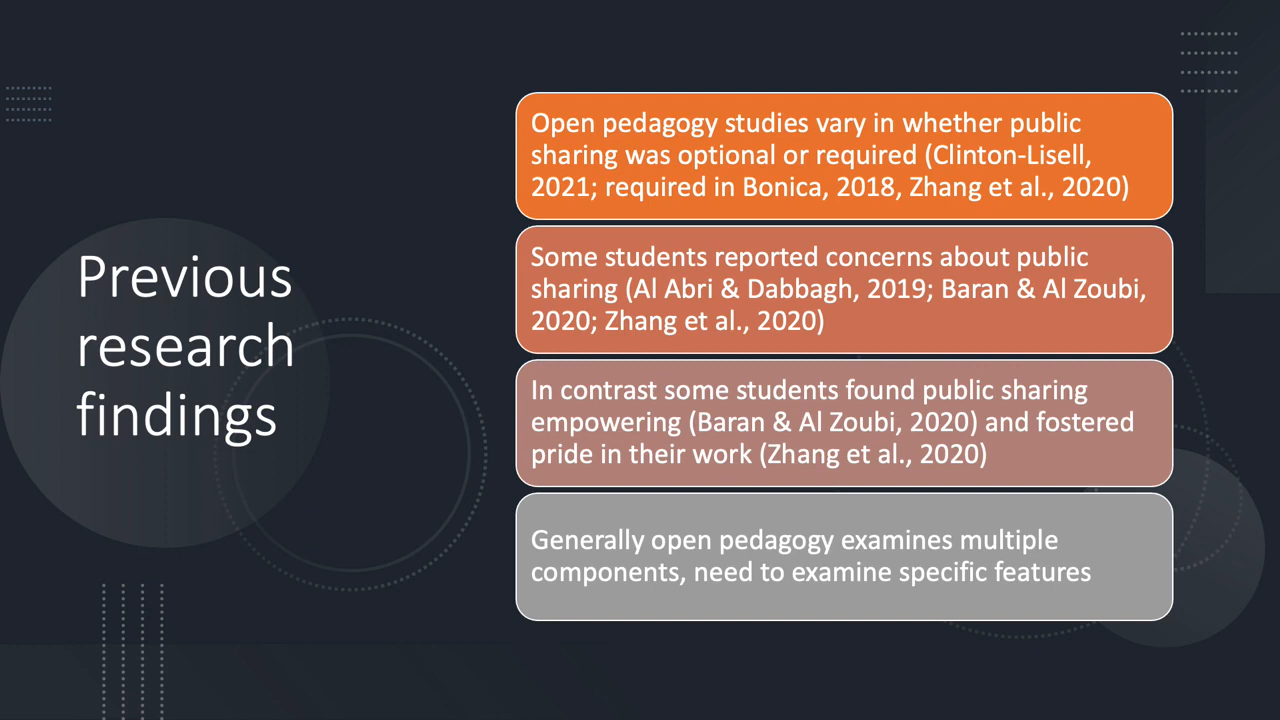 Previous
research
findings
Open pedagogy studies vary in whether public
sharing was optional or required (Clinton-Lisell,
2021; required in Bonica, 2018, Zhang et al., 2020)
Some students reported concerns about public
sharing (Al Abri & Dabbagh, 2019; Baran & Al Zoubi,
2020; Zhang et al., 2020)
In contrast some students found public sharing
empowering (Baran & Al Zoubi, 2020) and fostered
pride in their work (Zhang et al., 2020)
Generally open pedagogy examines multiple
components, need to examine specific features